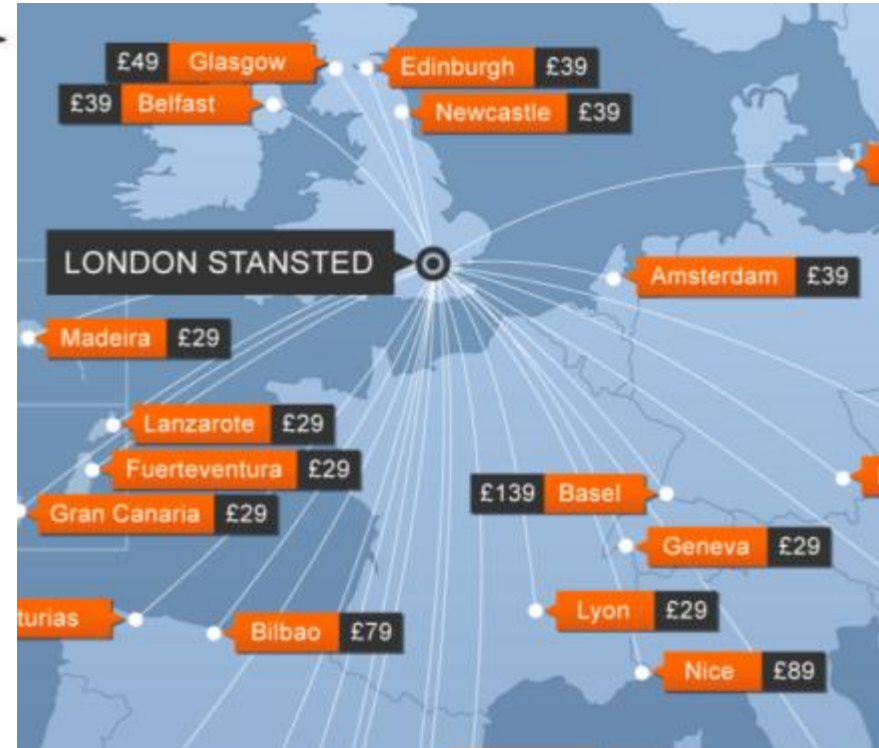 £49 Glasgow
Edinburgh £39
£39 Belfast
Newcastle £39
LONDON STANSTED
Amsterdam £39
Madeira £29
Lanzarote £29
Fuerteventura £29
£139 Basel
Gran Canaria £29
Geneva £29
turias
Bilbao £79
Lyon £29
Nice £89